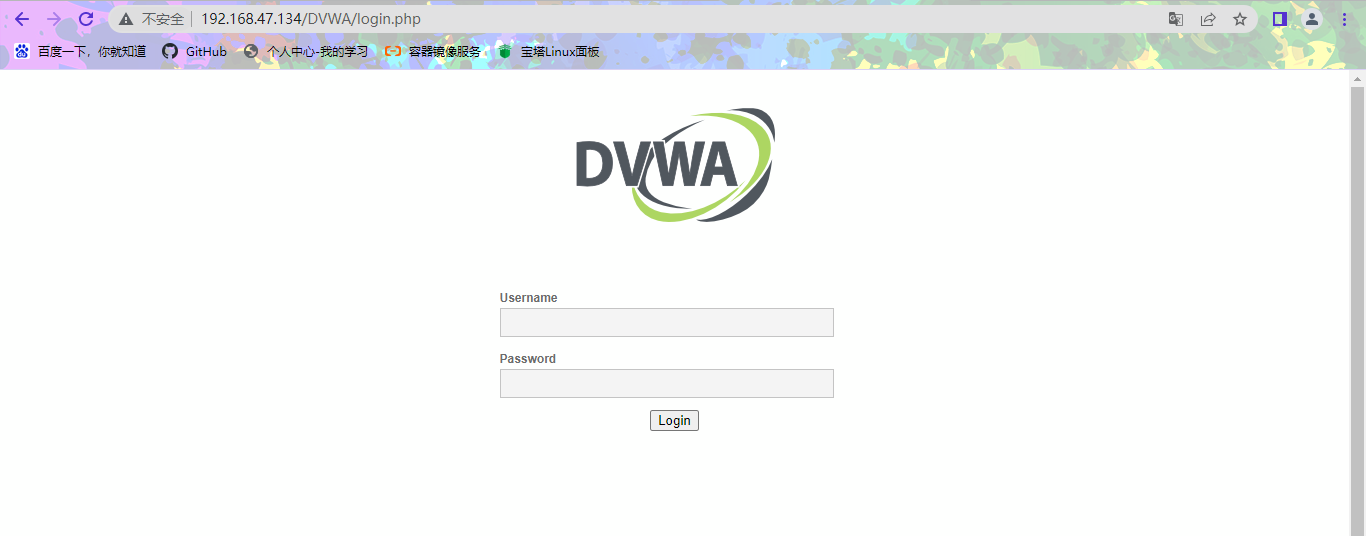 不安全 192.168.47.134/DVWA/login.php
百度一下，你就知道 GitHub 个人中心-我的学习 容器镜像服务 宝塔Linux面板
DVWA
Username
Password
Login